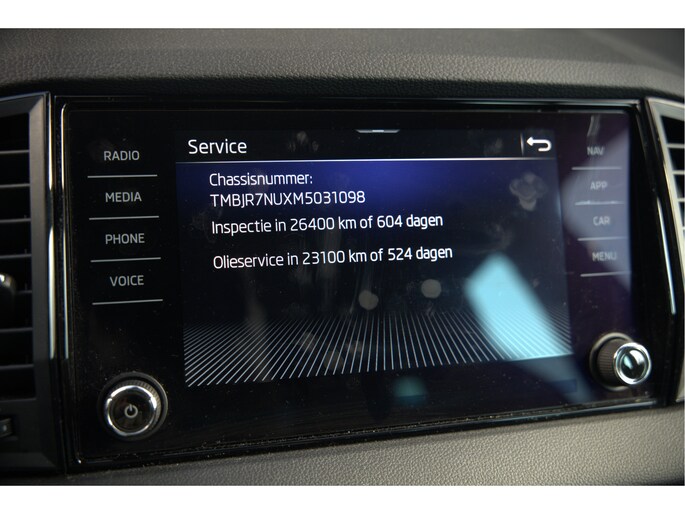 Service
Chassisnummer:
TMBJR7NUXM5031098
Inspectie in 26400 km of 604 dagen
Olieservice in 23100 km of 524 dagen
RADIO
MEDIA
PHONE
VOICE
NAV
APP
CAR
MENU